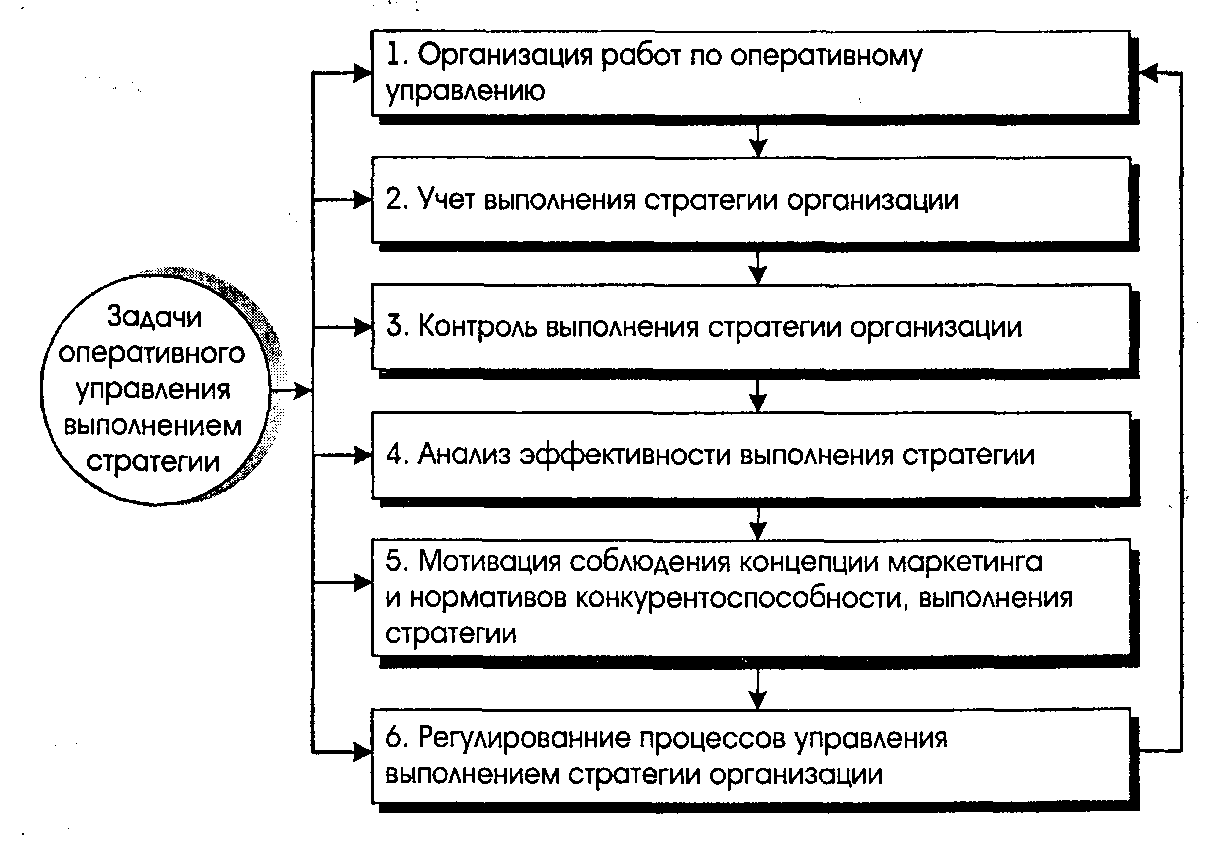 1. Организация работ по оперативному
управлению
2. Учет выполнения стратегии организации
3. Контроль выполнения стратегии организации
Задачи
оперативного
управления
выполнением
стратегии
4. Анализ эффективности выполнения стратегии
5. Мотивация соблюдения концепции маркетинга
и нормативов конкурентоспособности, выполнения
стратегии
6. Регулированние процессов управления
выполнением стратегии организации